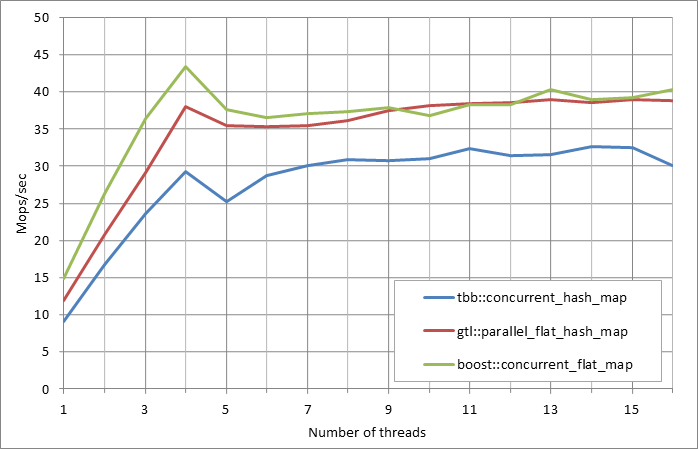 50
45
40
35
30
25
20
15
10
5
0
Mops/sec
tbb::concurrent_hash_map
gtl::parallel_flat_hash_map
boost::concurrent_flat_map
1 3 5 7 9 11 13 15
Number of threads